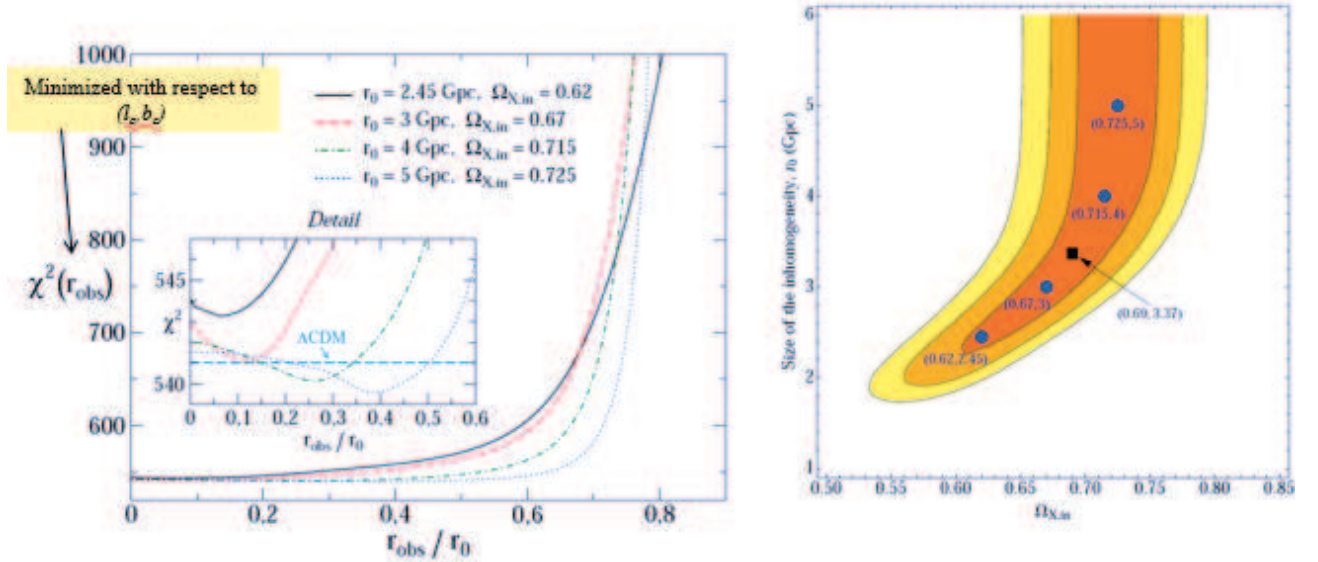 Minimized with respect to
(l_c,b_c)
1000
900
800
700
600
χ²(r_obs)
r_0 = 2.45 Gpc, Ω_X,in = 0.62
r_0 = 3 Gpc, Ω_X,in = 0.67
r_0 = 4 Gpc, Ω_X,in = 0.715
r_0 = 5 Gpc, Ω_X,in = 0.725
Detail
545
χ²
540
ΛCDM
0 0.1 0.2 0.3 0.4 0.5 0.6
r_obs / r_0
0 0.2 0.4 0.6 0.8
r_obs / r_0
Size of the inhomogeneity, r_0 (Gpc)
6
5
4
3
2
1
(0.725,5)
(0.715,4)
(0.67,3)
(0.69,3.37)
(0.62,2.45)
0.50 0.55 0.60 0.65 0.70 0.75 0.80 0.85
Ω_X,in